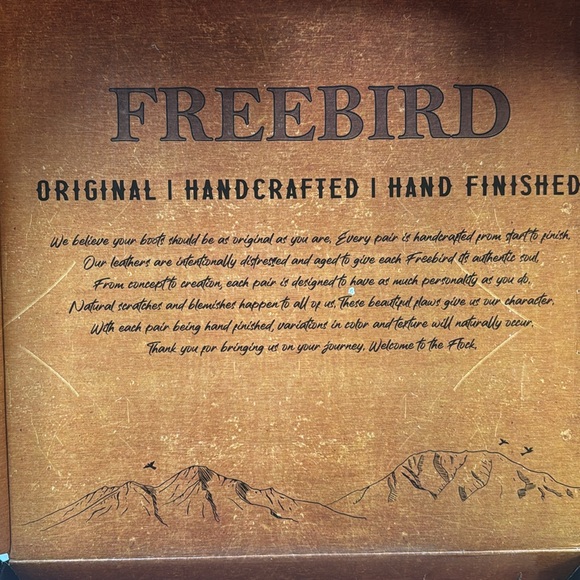 FREEBIRD
ORIGINAL | HANDCRAFTED | HAND FINISHED
We believe your boots should be as original as you are. Every pair is handcrafted from start to finish.
Our leathers are intentionally distressed and aged to give each Freebird its authentic soul.
From concept to creation, each pair is designed to have as much personality as you do.
Natural scratches and blemishes happen to all of us. These beautiful flaws give us our character.
With each pair being hand finished, variations in color and texture will naturally occur.
Thank you for bringing us on your journey. Welcome to the Flock.